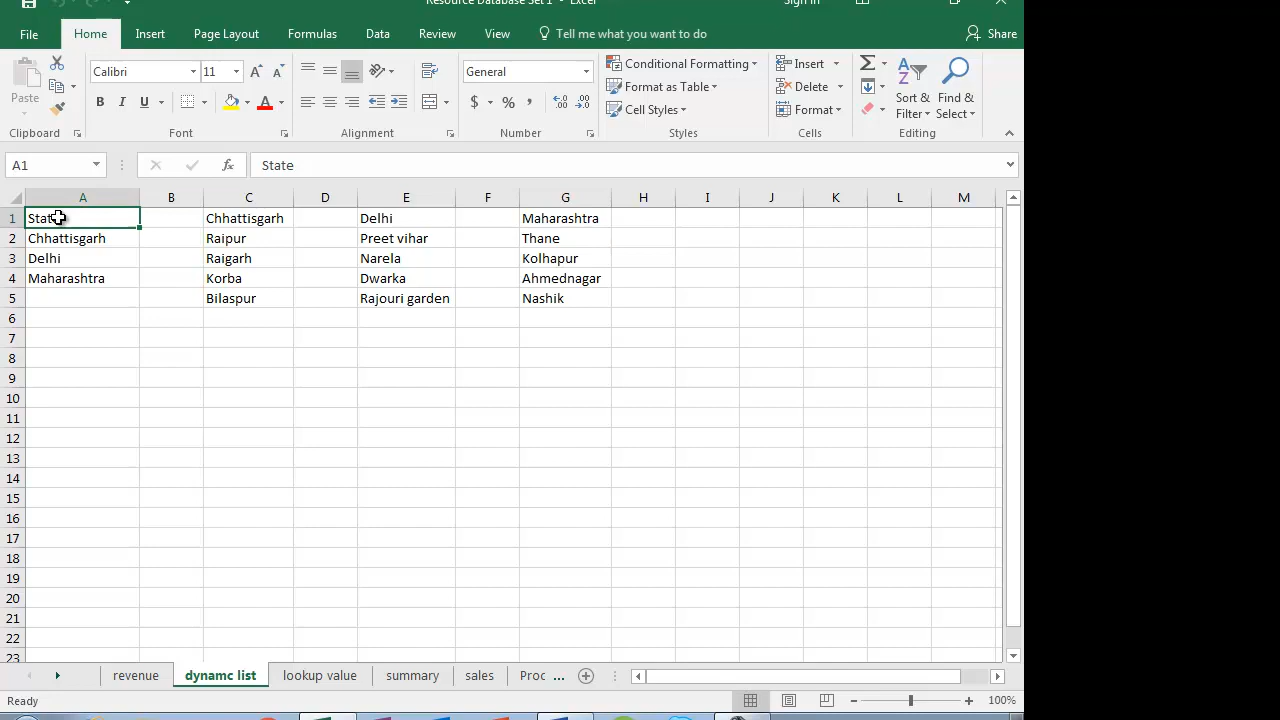 Resource Database Set 1 - Excel
Sign in
File Home Insert Page Layout Formulas Data Review View Tell me what you want to do Share
Paste
Calibri 11
B I U
General
$ % ,
Conditional Formatting
Format as Table
Cell Styles
Insert
Delete
Format
Sort & Filter
Find & Select
Clipboard Font Alignment Number Styles Cells Editing
A1 fx State
A B C D E F G H I J K L M
1 Chhattisgarh Delhi Maharashtra
2 Chhattisgarh Raipur Preet vihar Thane
3 Delhi Raigarh Narela Kolhapur
4 Maharashtra Korba Dwarka Ahmednagar
5 Bilaspur Rajouri garden Nashik
6
7
8
9
10
11
12
13
14
15
16
17
18
19
20
21
22
23
revenue dynamc list lookup value summary sales Proc ...
Ready 100%